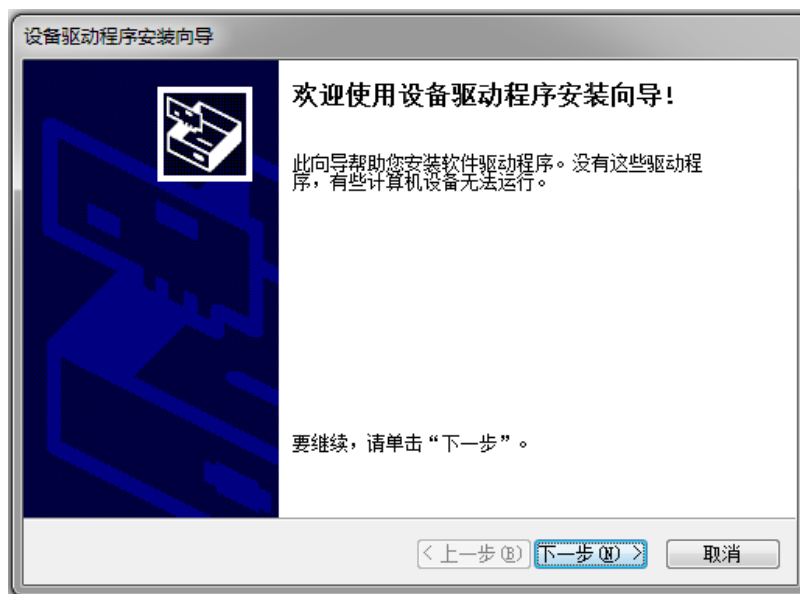 设备驱动程序安装向导
欢迎使用设备驱动程序安装向导!
此向导帮助您安装软件驱动程序。没有这些驱动程
序，有些计算机设备无法运行。
要继续，请单击“下一步”。
< 上一步(B) 下一步(N) > 取消